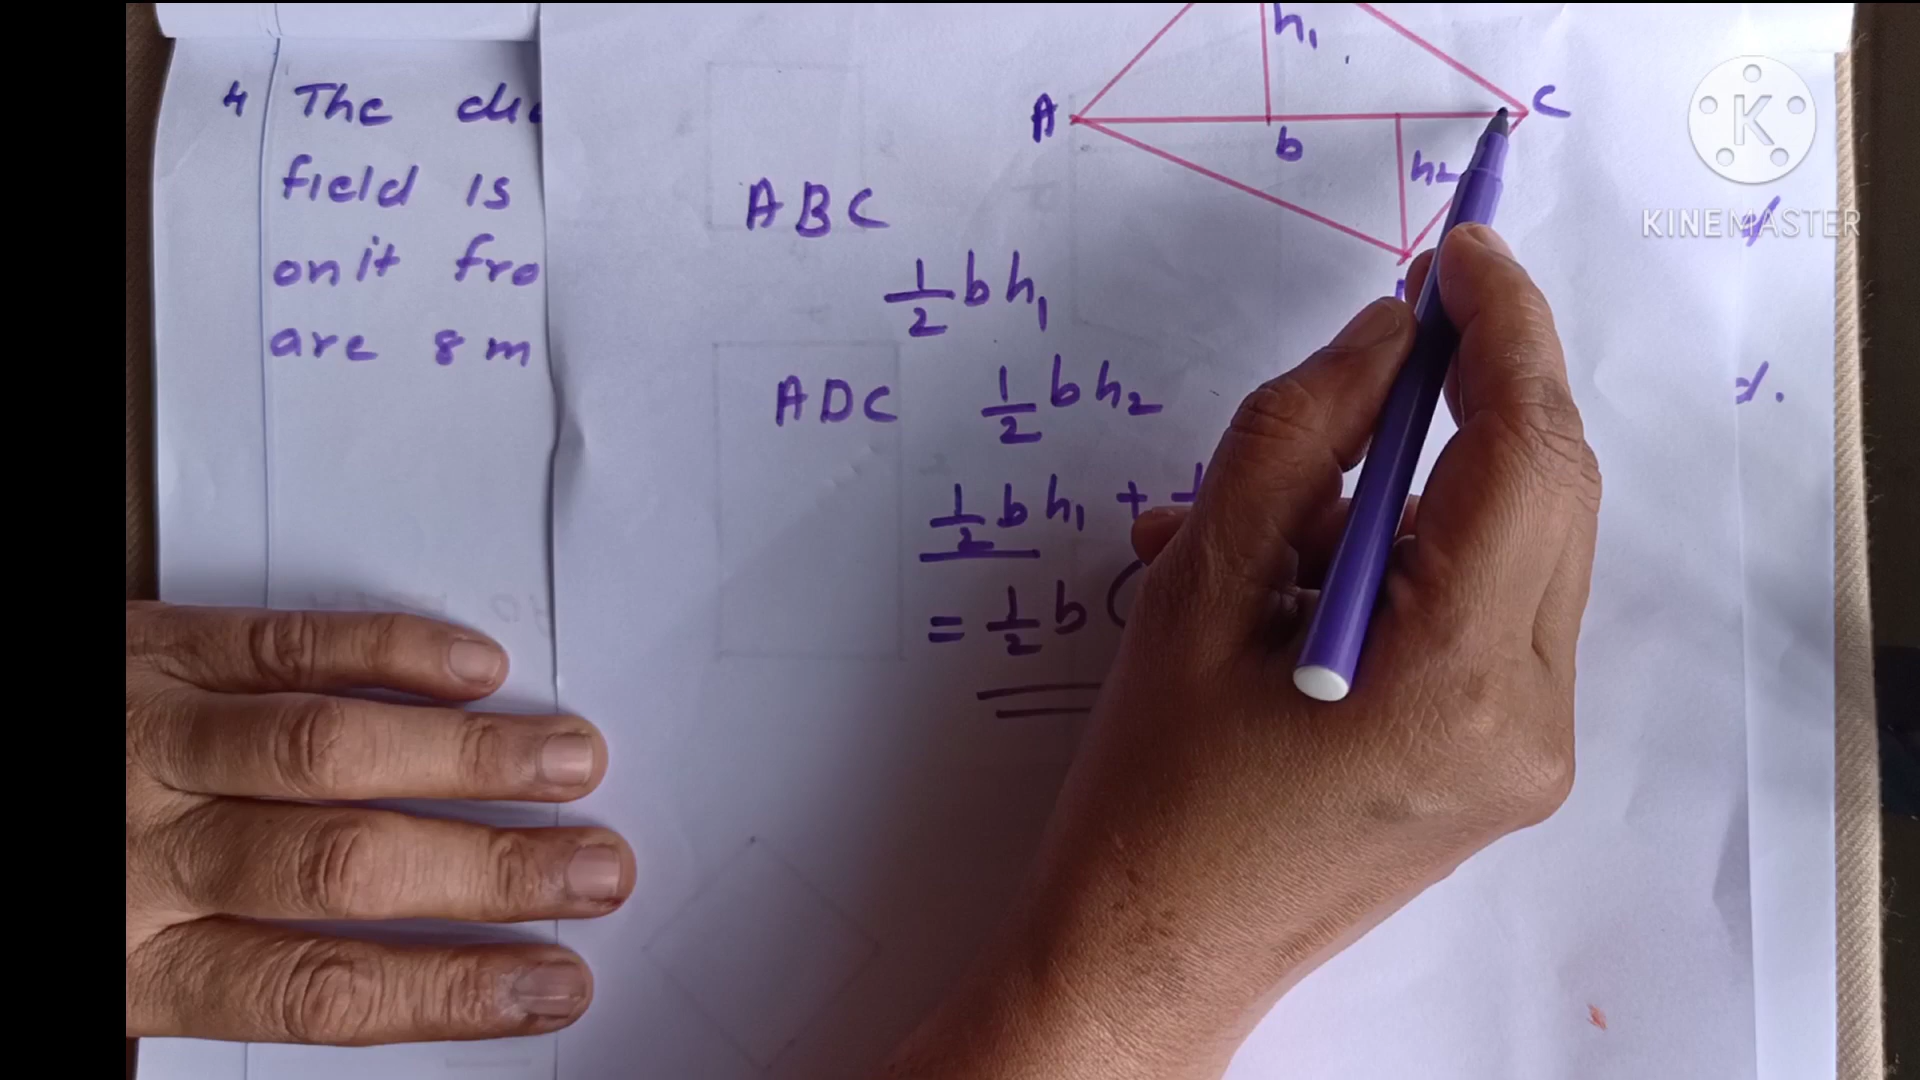 4 The
field is
on it
are 8 m
h₁
A
C
b
h₂
ABC
1/2 b h₁
ADC 1/2 b h₂
1/2 b h₁ +
= 1/2 b (
K
KINEMASTER